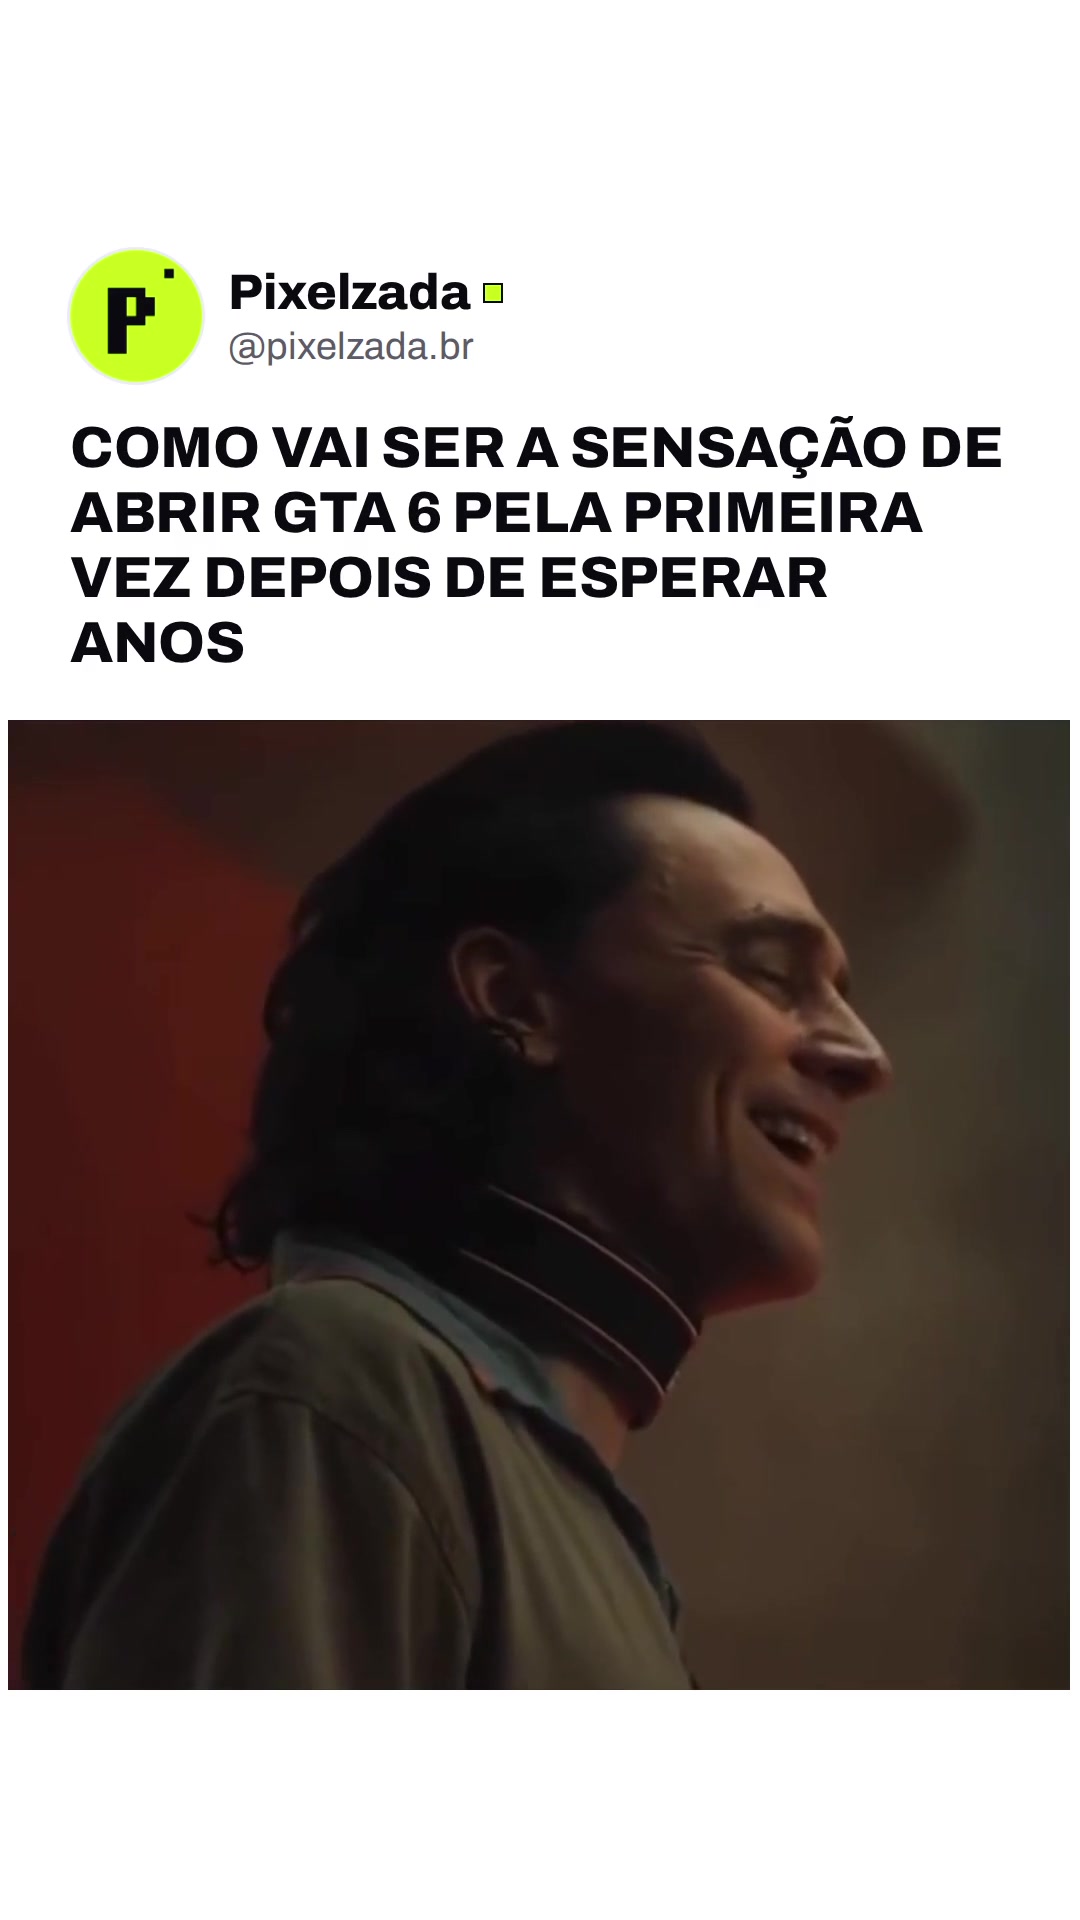 Pixelzada
@pixelzada.br
COMO VAI SER A SENSAÇÃO DE
ABRIR GTA 6 PELA PRIMEIRA
VEZ DEPOIS DE ESPERAR
ANOS